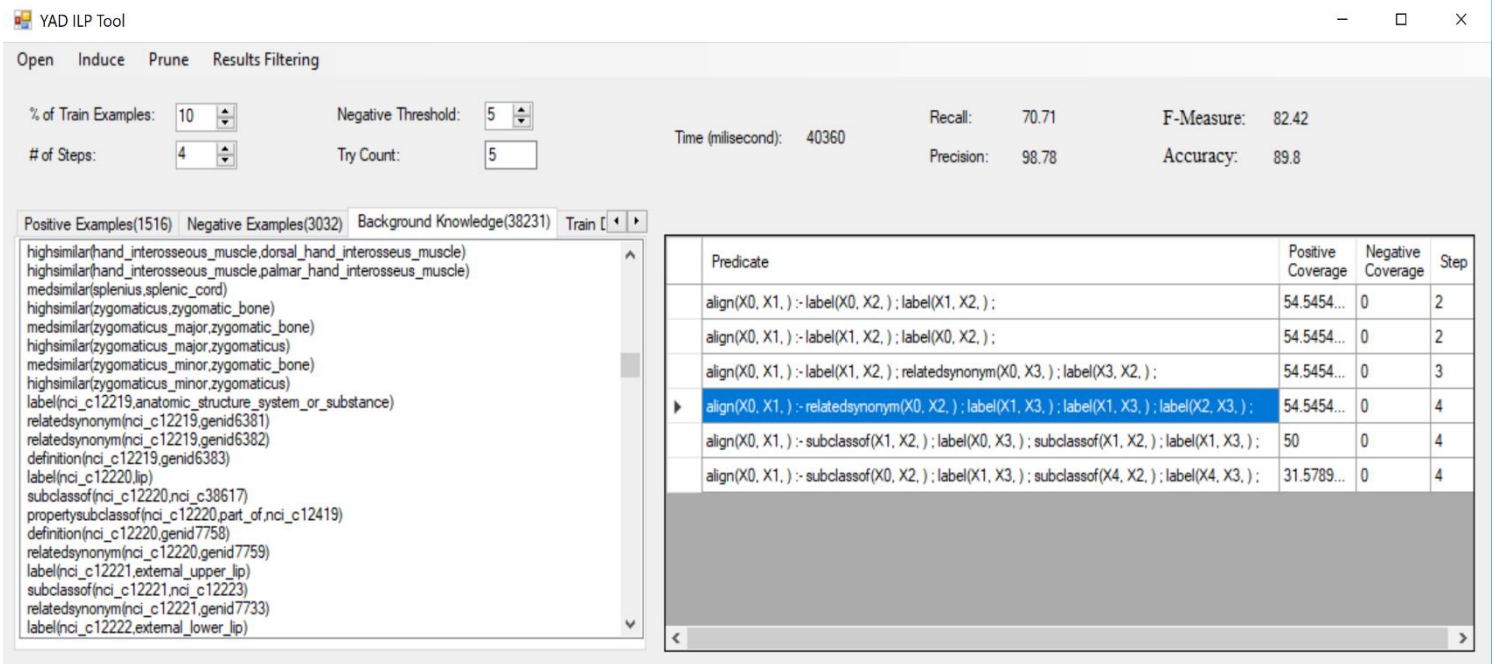 YAD ILP Tool
Open Induce Prune Results Filtering
% of Train Examples: 10 Negative Threshold: 5
# of Steps: 4 Try Count: 5
Time (milisecond): 40360
Recall: 70.71 F-Measure: 82.42
Precision: 98.78 Accuracy: 89.8
Positive Examples(1516) Negative Examples(3032) Background Knowledge(38231) Train D
highsimilar(hand_interosseous_muscle,dorsal_hand_interosseus_muscle)
highsimilar(hand_interosseous_muscle,palmar_hand_interosseus_muscle)
medsimilar(splenius,splenic_cord)
highsimilar(zygomaticus,zygomatic_bone)
medsimilar(zygomaticus_major,zygomatic_bone)
highsimilar(zygomaticus_major,zygomaticus)
medsimilar(zygomaticus_minor,zygomatic_bone)
highsimilar(zygomaticus_minor,zygomaticus)
label(nci_c12219,anatomic_structure_system_or_substance)
relatedsynonym(nci_c12219,genid6381)
relatedsynonym(nci_c12219,genid6382)
definition(nci_c12219,genid6383)
label(nci_c12220,lip)
subclassof(nci_c12220,nci_c38617)
propertysubclassof(nci_c12220,part_of,nci_c12419)
definition(nci_c12220,genid7758)
relatedsynonym(nci_c12220,genid7759)
label(nci_c12221,external_upper_lip)
subclassof(nci_c12221,nci_c12223)
relatedsynonym(nci_c12221,genid7733)
label(nci_c12222,external_lower_lip)
Predicate Positive Coverage Negative Coverage Step
align(X0, X1, ) :- label(X0, X2, ) ; label(X1, X2, ) ; 54.5454... 0 2
align(X0, X1, ) :- label(X1, X2, ) ; label(X0, X2, ) ; 54.5454... 0 2
align(X0, X1, ) :- label(X1, X2, ) ; relatedsynonym(X0, X3, ) ; label(X3, X2, ) ; 54.5454... 0 3
align(X0, X1, ) :- relatedsynonym(X0, X2, ) ; label(X1, X3, ) ; label(X1, X3, ) ; label(X2, X3, ) ; 54.5454... 0 4
align(X0, X1, ) :- subclassof(X1, X2, ) ; label(X0, X3, ) ; subclassof(X1, X2, ) ; label(X1, X3, ) ; 50 0 4
align(X0, X1, ) :- subclassof(X0, X2, ) ; label(X1, X3, ) ; subclassof(X4, X2, ) ; label(X4, X3, ) ; 31.5789... 0 4